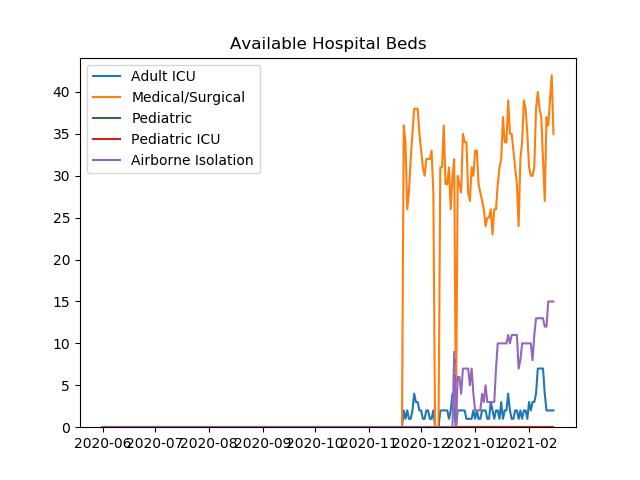 Available Hospital Beds
Adult ICU
Medical/Surgical
Pediatric
Pediatric ICU
Airborne Isolation
40
35
30
25
20
15
10
5
0
2020-06 2020-07 2020-08 2020-09 2020-10 2020-11 2020-12 2021-01 2021-02